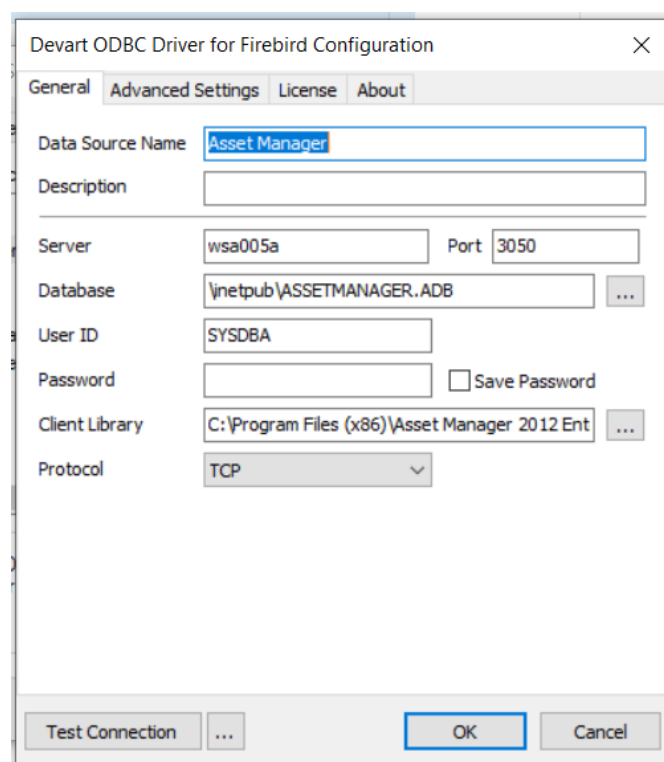 Devart ODBC Driver for Firebird Configuration
General Advanced Settings License About
Data Source Name Asset Manager
Description
Server wsa005a Port 3050
Database \inetpub\ASSETMANAGER.ADB ...
User ID SYSDBA
Password Save Password
Client Library C:\Program Files (x86)\Asset Manager 2012 Ent ...
Protocol TCP
Test Connection ... OK Cancel